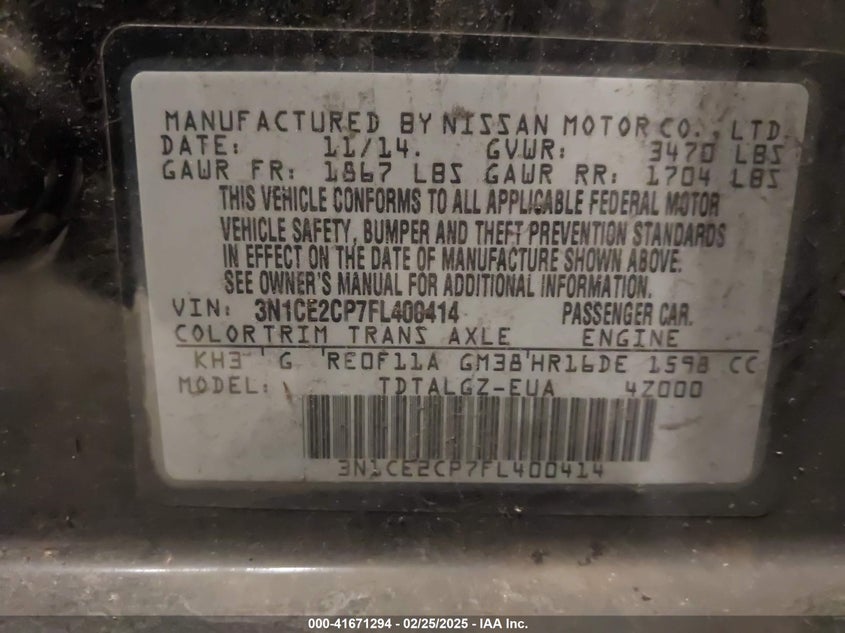 MANUFACTURED BY NISSAN MOTOR CO., LTD.
DATE: 11/14. GVWR: 3470 LBS
GAWR FR: 1867 LBS GAWR RR: 1704 LBS
THIS VEHICLE CONFORMS TO ALL APPLICABLE FEDERAL MOTOR
VEHICLE SAFETY, BUMPER AND THEFT PREVENTION STANDARDS
IN EFFECT ON THE DATE OF MANUFACTURE SHOWN ABOVE.
SEE OWNER'S MANUAL FOR ADDITIONAL INFORMATION.
VIN: 3N1CE2CP7FL400414 PASSENGER CAR.
COLOR TRIM TRANS AXLE ENGINE
KH3 G RE0F11A GM38 HR16DE 1598 CC
MODEL: TDTALGZ-EUA 4Z000
3N1CE2CP7FL400414
000-41671294 - 02/25/2025 - IAA Inc.